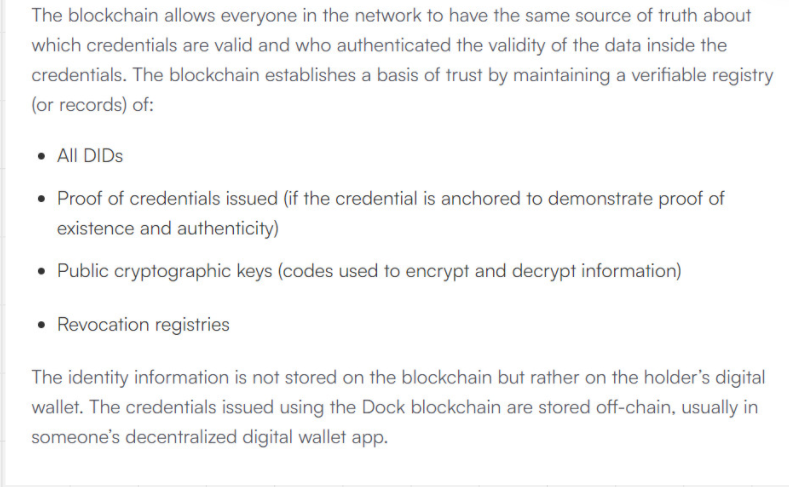 The blockchain allows everyone in the network to have the same source of truth about
which credentials are valid and who authenticated the validity of the data inside the
credentials. The blockchain establishes a basis of trust by maintaining a verifiable registry
(or records) of:
• All DIDs
• Proof of credentials issued (if the credential is anchored to demonstrate proof of
existence and authenticity)
• Public cryptographic keys (codes used to encrypt and decrypt information)
• Revocation registries
The identity information is not stored on the blockchain but rather on the holder’s digital
wallet. The credentials issued using the Dock blockchain are stored off-chain, usually in
someone’s decentralized digital wallet app.